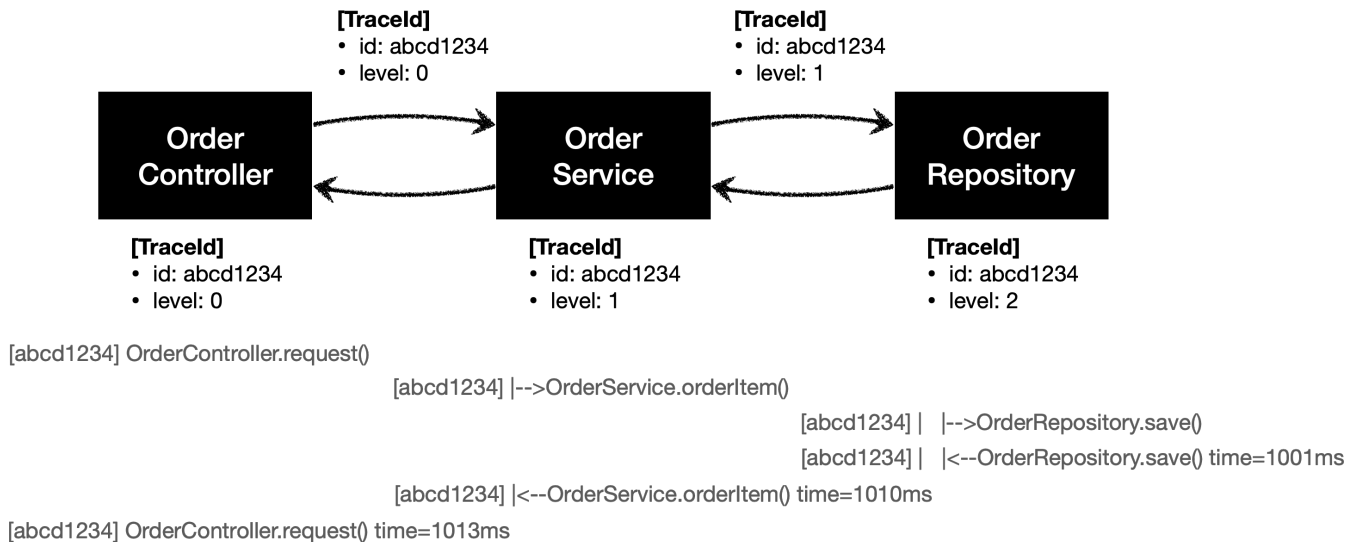 [TraceId]
• id: abcd1234
• level: 0
[TraceId]
• id: abcd1234
• level: 1
Order
Controller
Order
Service
Order
Repository
[TraceId]
• id: abcd1234
• level: 0
[TraceId]
• id: abcd1234
• level: 1
[TraceId]
• id: abcd1234
• level: 2
[abcd1234] OrderController.request()
[abcd1234] |-->OrderService.orderItem()
[abcd1234] |   |-->OrderRepository.save()
[abcd1234] |   |<--OrderRepository.save() time=1001ms
[abcd1234] |<--OrderService.orderItem() time=1010ms
[abcd1234] OrderController.request() time=1013ms